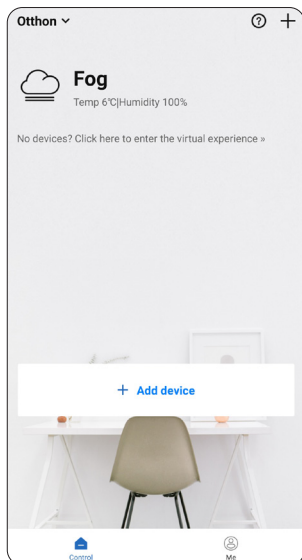 Otthon
Fog
Temp 6℃|Humidity 100%
No devices? Click here to enter the virtual experience »
+ Add device
Control
Me